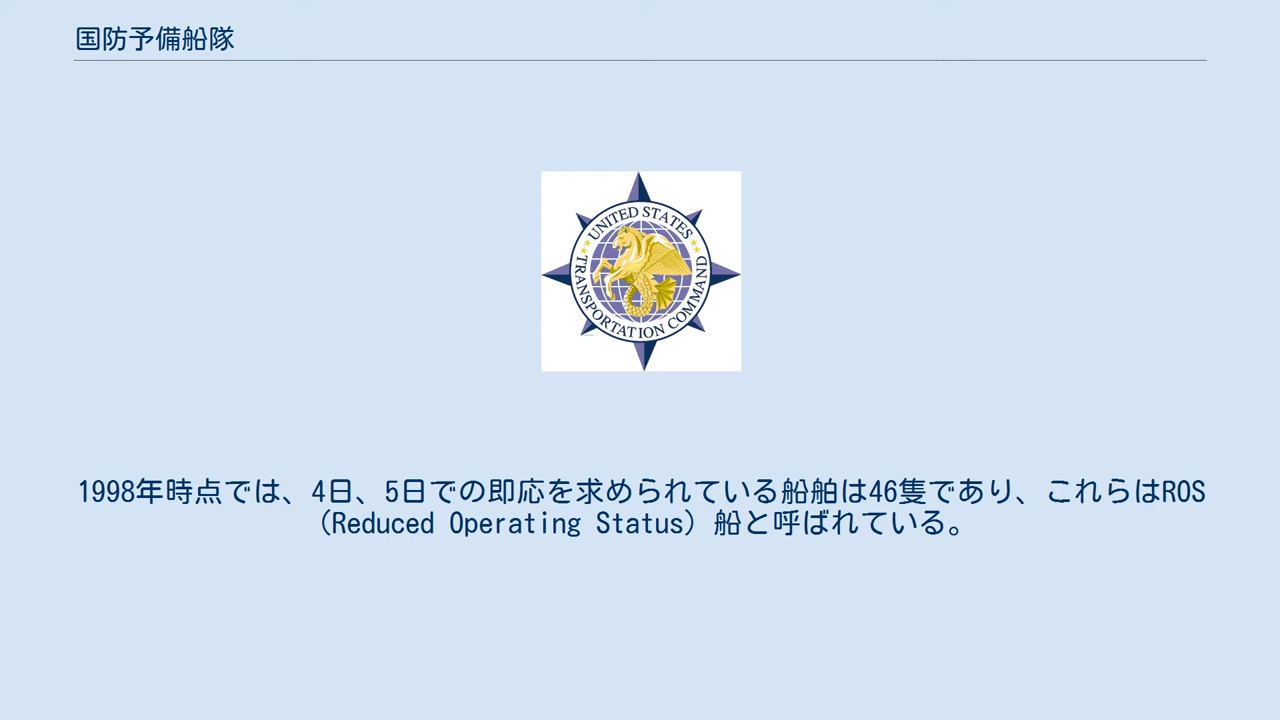 国防予備船隊
UNITED STATES
TRANSPORTATION COMMAND
1998年時点では、4日、5日での即応を求められている船舶は46隻であり、これらはROS
（Reduced Operating Status）船と呼ばれている。